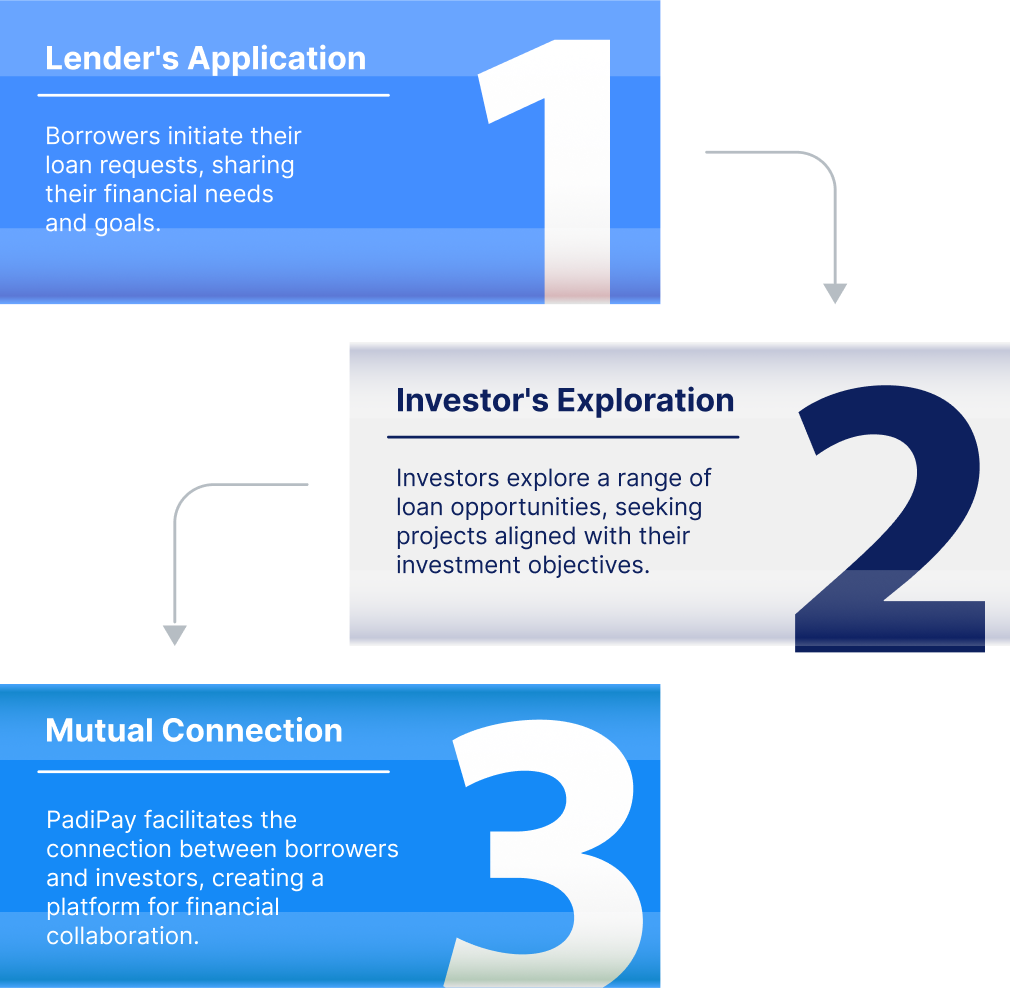 Lender's Application
1
Borrowers initiate their
loan requests, sharing
their financial needs
and goals.
Investor's Exploration
2
Investors explore a range of
loan opportunities, seeking
projects aligned with their
investment objectives.
Mutual Connection
3
PadiPay facilitates the
connection between borrowers
and investors, creating a
platform for financial
collaboration.